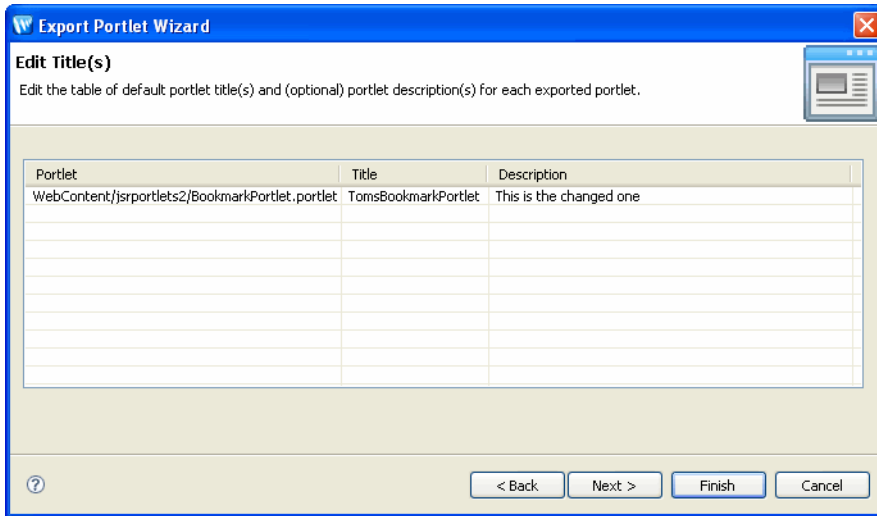 Export Portlet Wizard
Edit Title(s)
Edit the table of default portlet title(s) and (optional) portlet description(s) for each exported portlet.
Portlet Title Description
WebContent/jsrportlets2/BookmarkPortlet.portlet TomsBookmarkPortlet This is the changed one
?
< Back Next > Finish Cancel